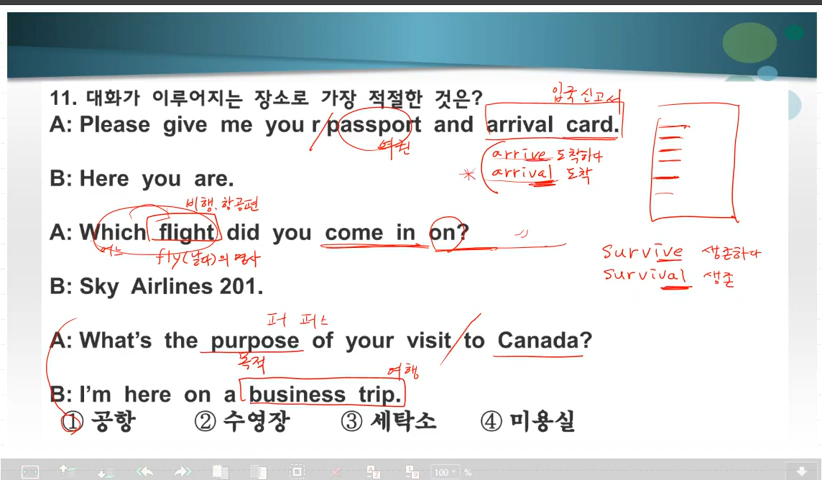 11. 대화가 이루어지는 장소로 가장 적절한 것은?
입국신고서
A: Please give me you r passport and arrival card.
여권
arrive 도착하다
* arrival 도착
B: Here you are.
비행, 항공편
A: Which flight did you come in on?
어느
fly(날다)의 명사
survive 생존하다
survival 생존
B: Sky Airlines 201.
퍼 퍼스
A: What's the purpose of your visit to Canada?
목적
여행
B: I'm here on a business trip.
① 공항 ② 수영장 ③ 세탁소 ④ 미용실
100 %